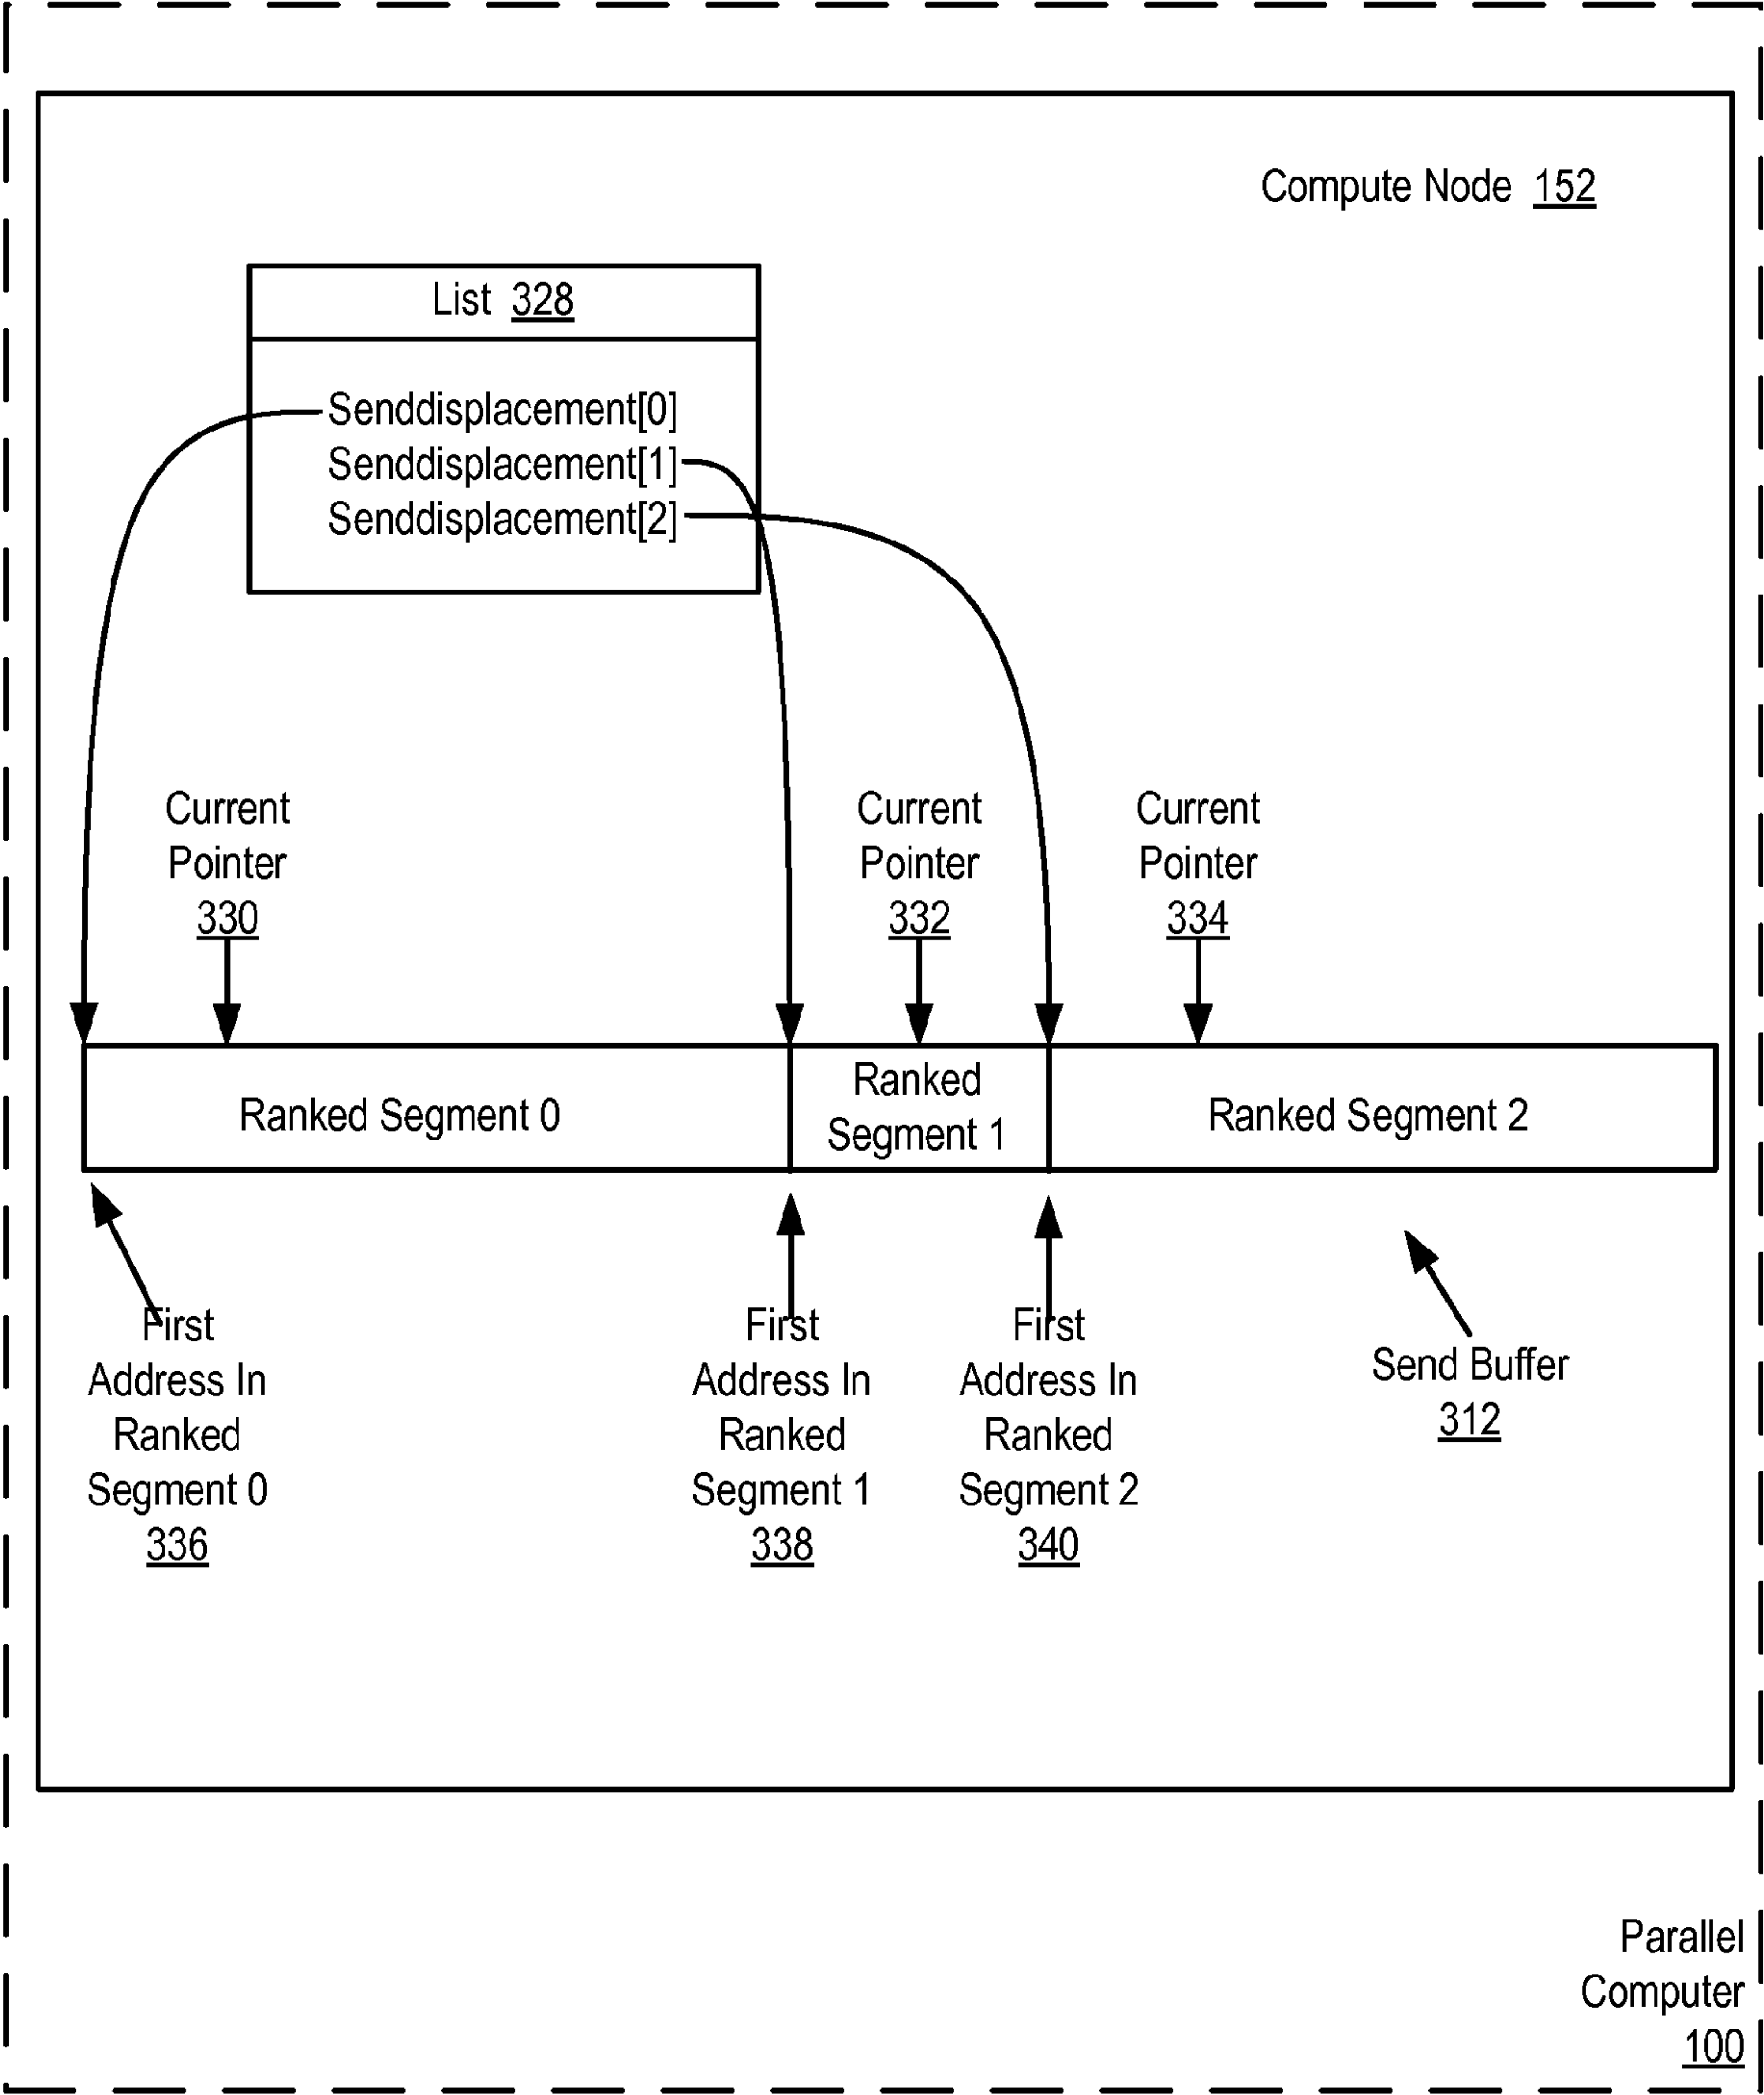 Compute Node 152
List 328
Senddisplacement[0]
Senddisplacement[1]
Senddisplacement[2]
Current
Pointer
330
Current
Pointer
332
Current
Pointer
334
Ranked Segment 0
Ranked
Segment 1
Ranked Segment 2
First
Address In
Ranked
Segment 0
336
First
Address In
Ranked
Segment 1
338
First
Address In
Ranked
Segment 2
340
Send Buffer
312
Parallel
Computer
100